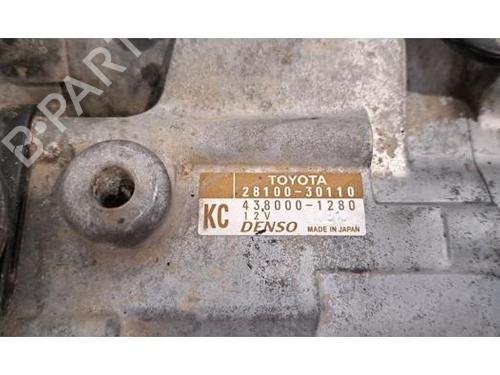 B-PARTS
TOYOTA
28100-30110
KC 438000-1280
12V
DENSO MADE IN JAPAN